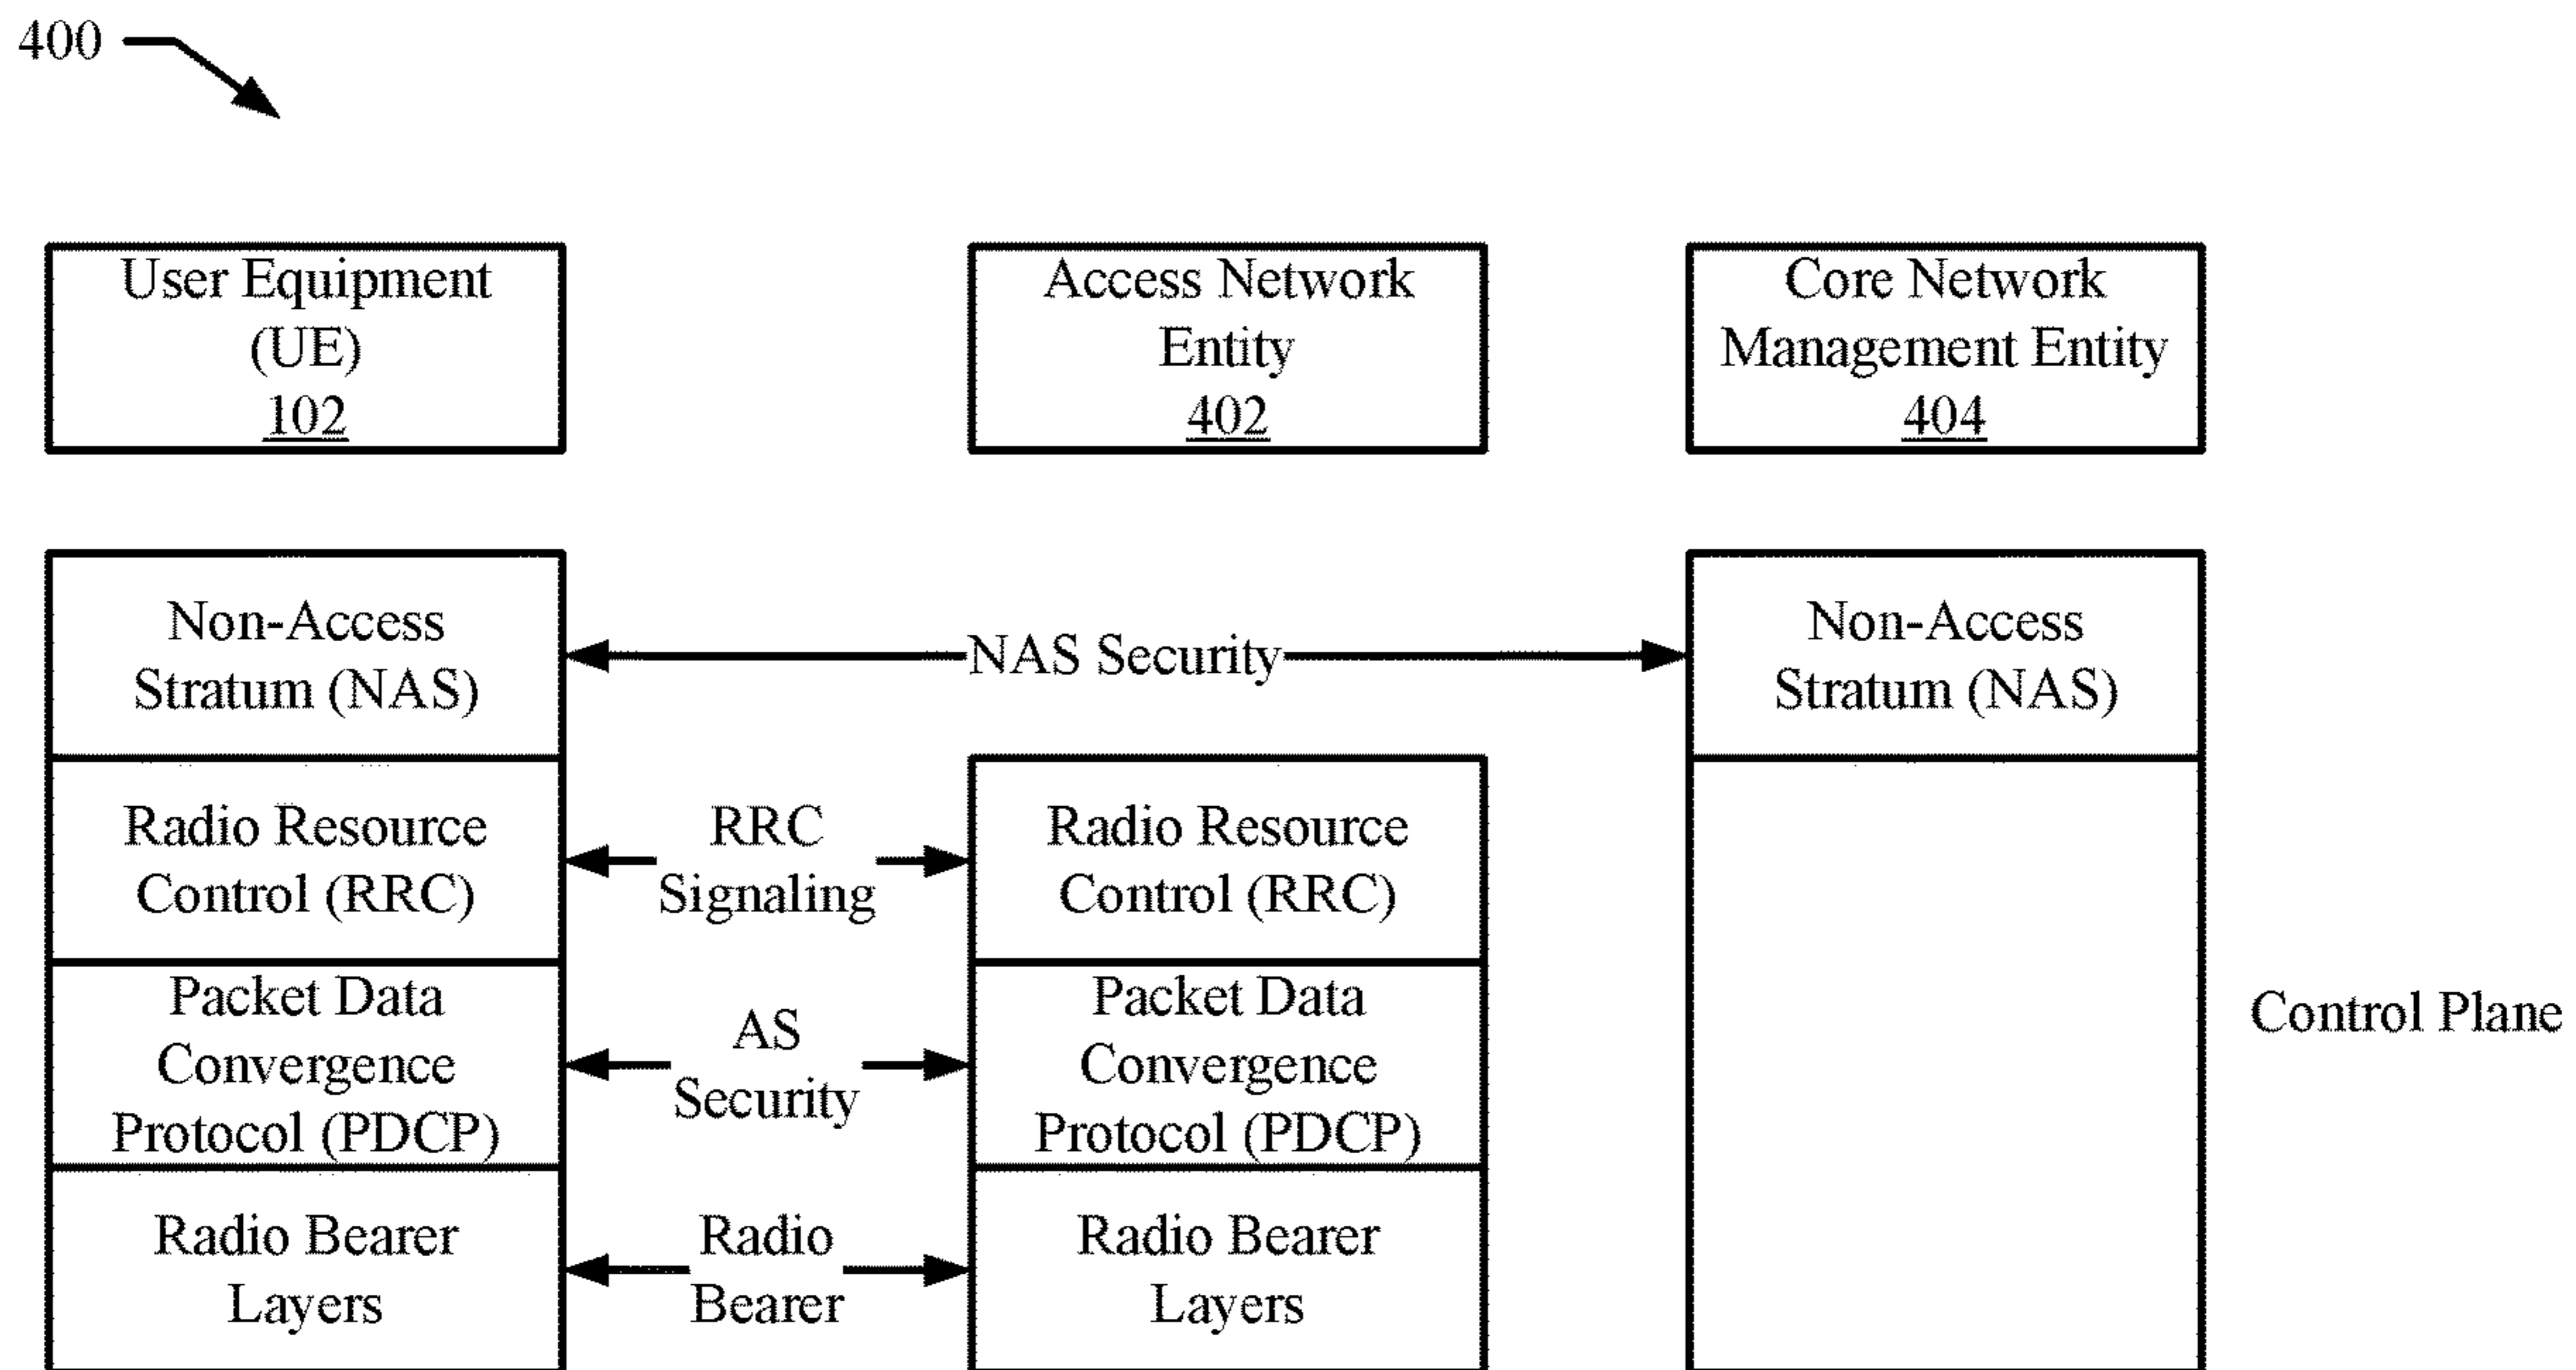 400
User Equipment
(UE)
102
Access Network
Entity
402
Core Network
Management Entity
404
Non-Access
Stratum (NAS)
NAS Security
Non-Access
Stratum (NAS)
Radio Resource
Control (RRC)
RRC
Signaling
Radio Resource
Control (RRC)
Packet Data
Convergence
Protocol (PDCP)
AS
Security
Packet Data
Convergence
Protocol (PDCP)
Control Plane
Radio Bearer
Layers
Radio
Bearer
Radio Bearer
Layers